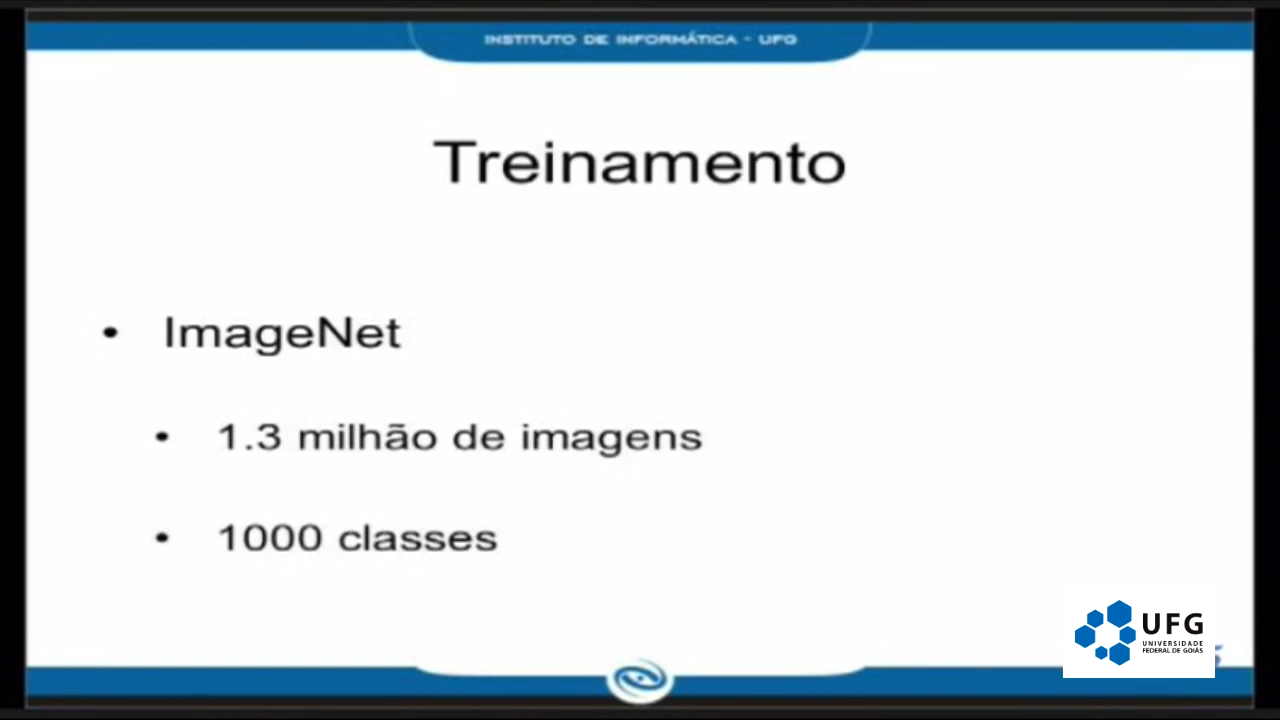 INSTITUTO DE INFORMÁTICA - UFG
Treinamento
• ImageNet
• 1.3 milhão de imagens
• 1000 classes
UFG
UNIVERSIDADE
FEDERAL DE GOIÁS